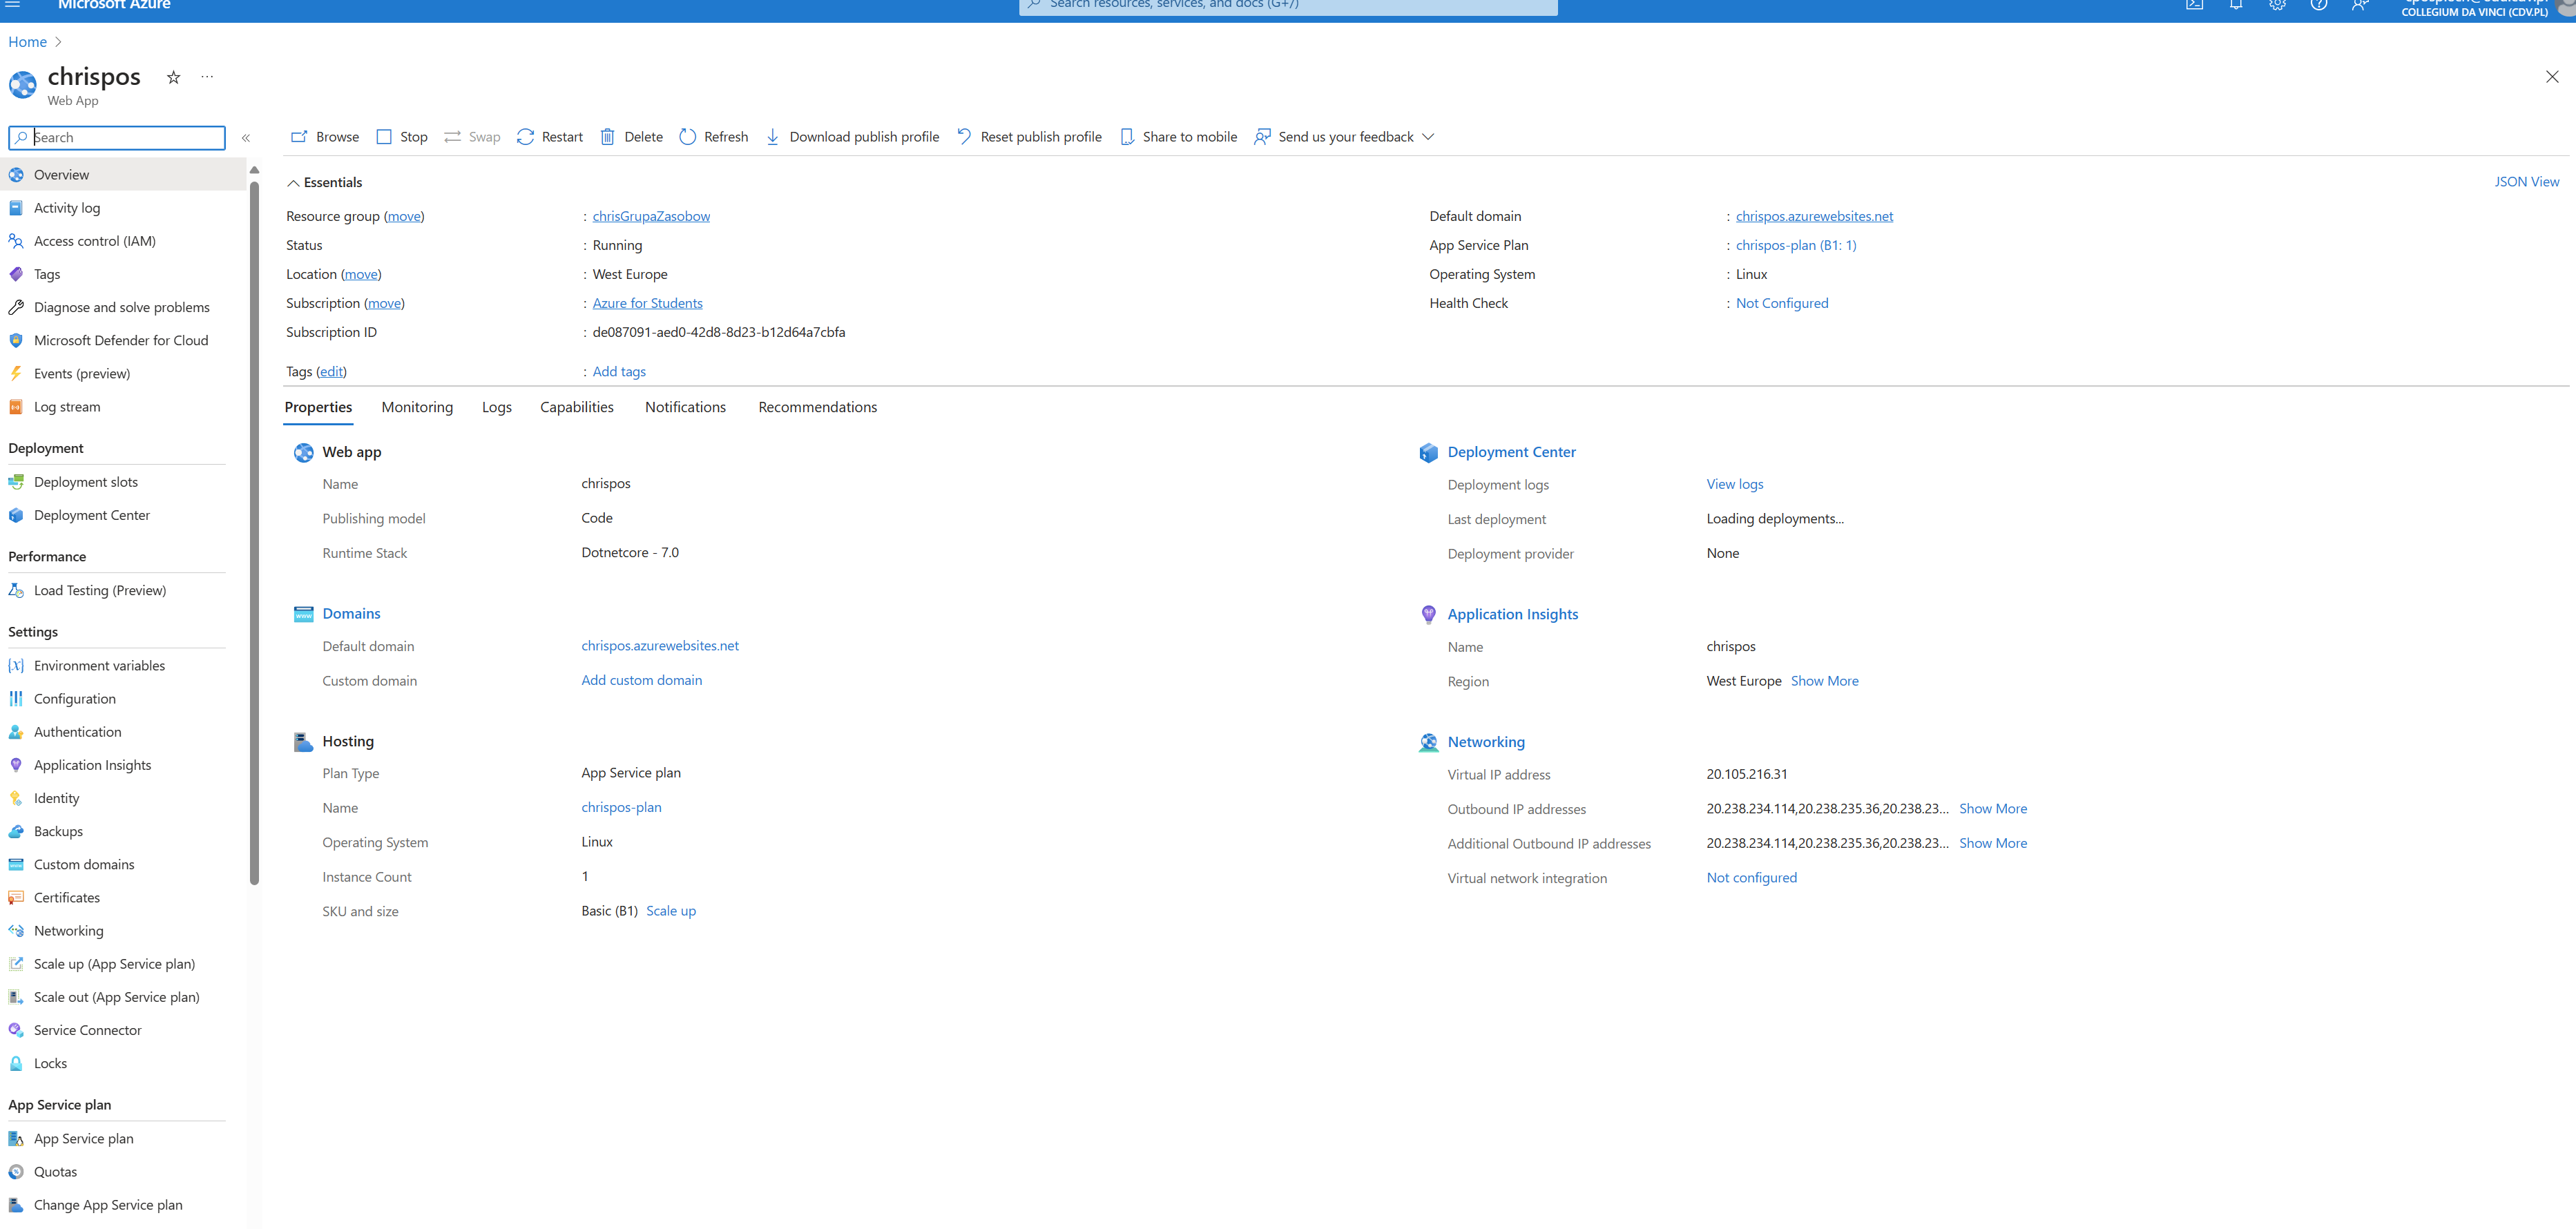 Microsoft Azure
Search resources, services, and docs (G+/)
COLLEGIUM DA VINCI (CDV.PL)
Home
chrispos
Web App
Search
Browse Stop Swap Restart Delete Refresh Download publish profile Reset publish profile Share to mobile Send us your feedback
Overview
Activity log
Access control (IAM)
Tags
Diagnose and solve problems
Microsoft Defender for Cloud
Events (preview)
Log stream
Deployment
Deployment slots
Deployment Center
Performance
Load Testing (Preview)
Settings
Environment variables
Configuration
Authentication
Application Insights
Identity
Backups
Custom domains
Certificates
Networking
Scale up (App Service plan)
Scale out (App Service plan)
Service Connector
Locks
App Service plan
App Service plan
Quotas
Change App Service plan
Essentials
JSON View
Resource group (move) : chrisGrupaZasobow
Status : Running
Location (move) : West Europe
Subscription (move) : Azure for Students
Subscription ID : de087091-aed0-42d8-8d23-b12d64a7cbfa
Default domain : chrispos.azurewebsites.net
App Service Plan : chrispos-plan (B1: 1)
Operating System : Linux
Health Check : Not Configured
Tags (edit) : Add tags
Properties Monitoring Logs Capabilities Notifications Recommendations
Web app
Name chrispos
Publishing model Code
Runtime Stack Dotnetcore - 7.0
Domains
Default domain chrispos.azurewebsites.net
Custom domain Add custom domain
Hosting
Plan Type App Service plan
Name chrispos-plan
Operating System Linux
Instance Count 1
SKU and size Basic (B1) Scale up
Deployment Center
Deployment logs View logs
Last deployment Loading deployments...
Deployment provider None
Application Insights
Name chrispos
Region West Europe Show More
Networking
Virtual IP address 20.105.216.31
Outbound IP addresses 20.238.234.114,20.238.235.36,20.238.23... Show More
Additional Outbound IP addresses 20.238.234.114,20.238.235.36,20.238.23... Show More
Virtual network integration Not configured